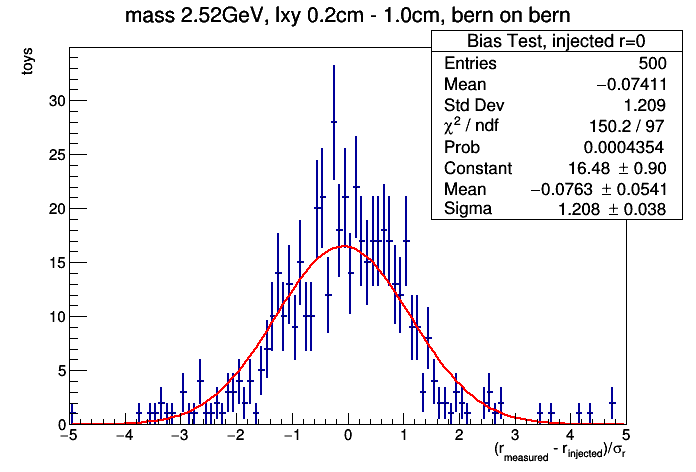 mass 2.52GeV, lxy 0.2cm - 1.0cm, bern on bern
Bias Test, injected r=0
Entries 500
Mean −0.07411
Std Dev 1.209
χ² / ndf 150.2 / 97
Prob 0.0004354
Constant 16.48 ± 0.90
Mean −0.0763 ± 0.0541
Sigma 1.208 ± 0.038
toys
30
25
20
15
10
5
0
−5 −4 −3 −2 −1 0 1 2 3 4 5
(r_measured - r_injected)/σ_r